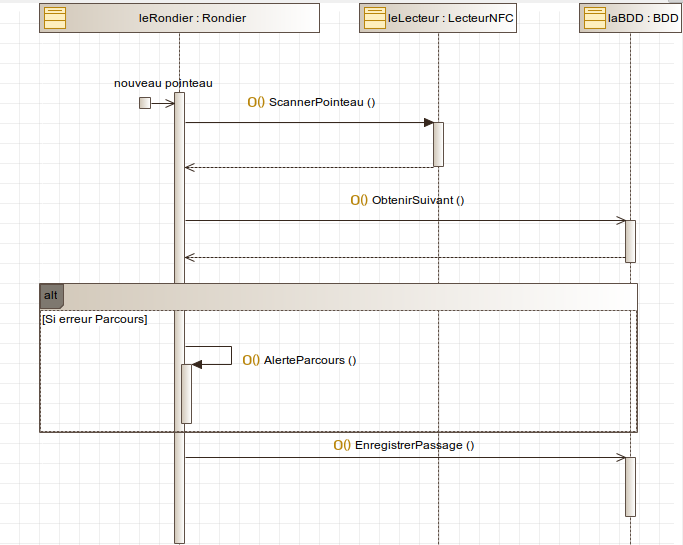 leRondier : Rondier
leLecteur : LecteurNFC
laBDD : BDD
nouveau pointeau
O() ScannerPointeau ()
O() ObtenirSuivant ()
alt
[Si erreur Parcours]
O() AlerteParcours ()
O() EnregistrerPassage ()